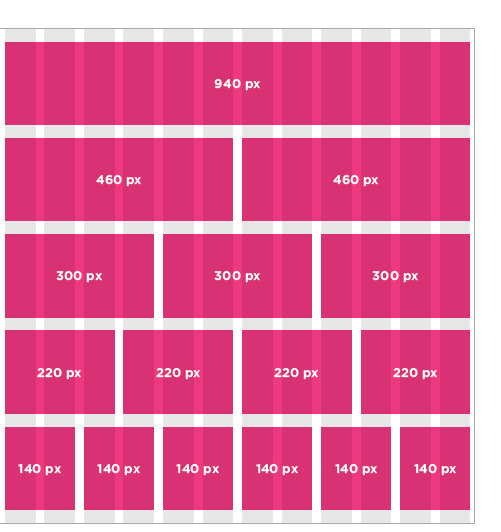 940 px
460 px 460 px
300 px 300 px 300 px
220 px 220 px 220 px 220 px
140 px 140 px 140 px 140 px 140 px 140 px